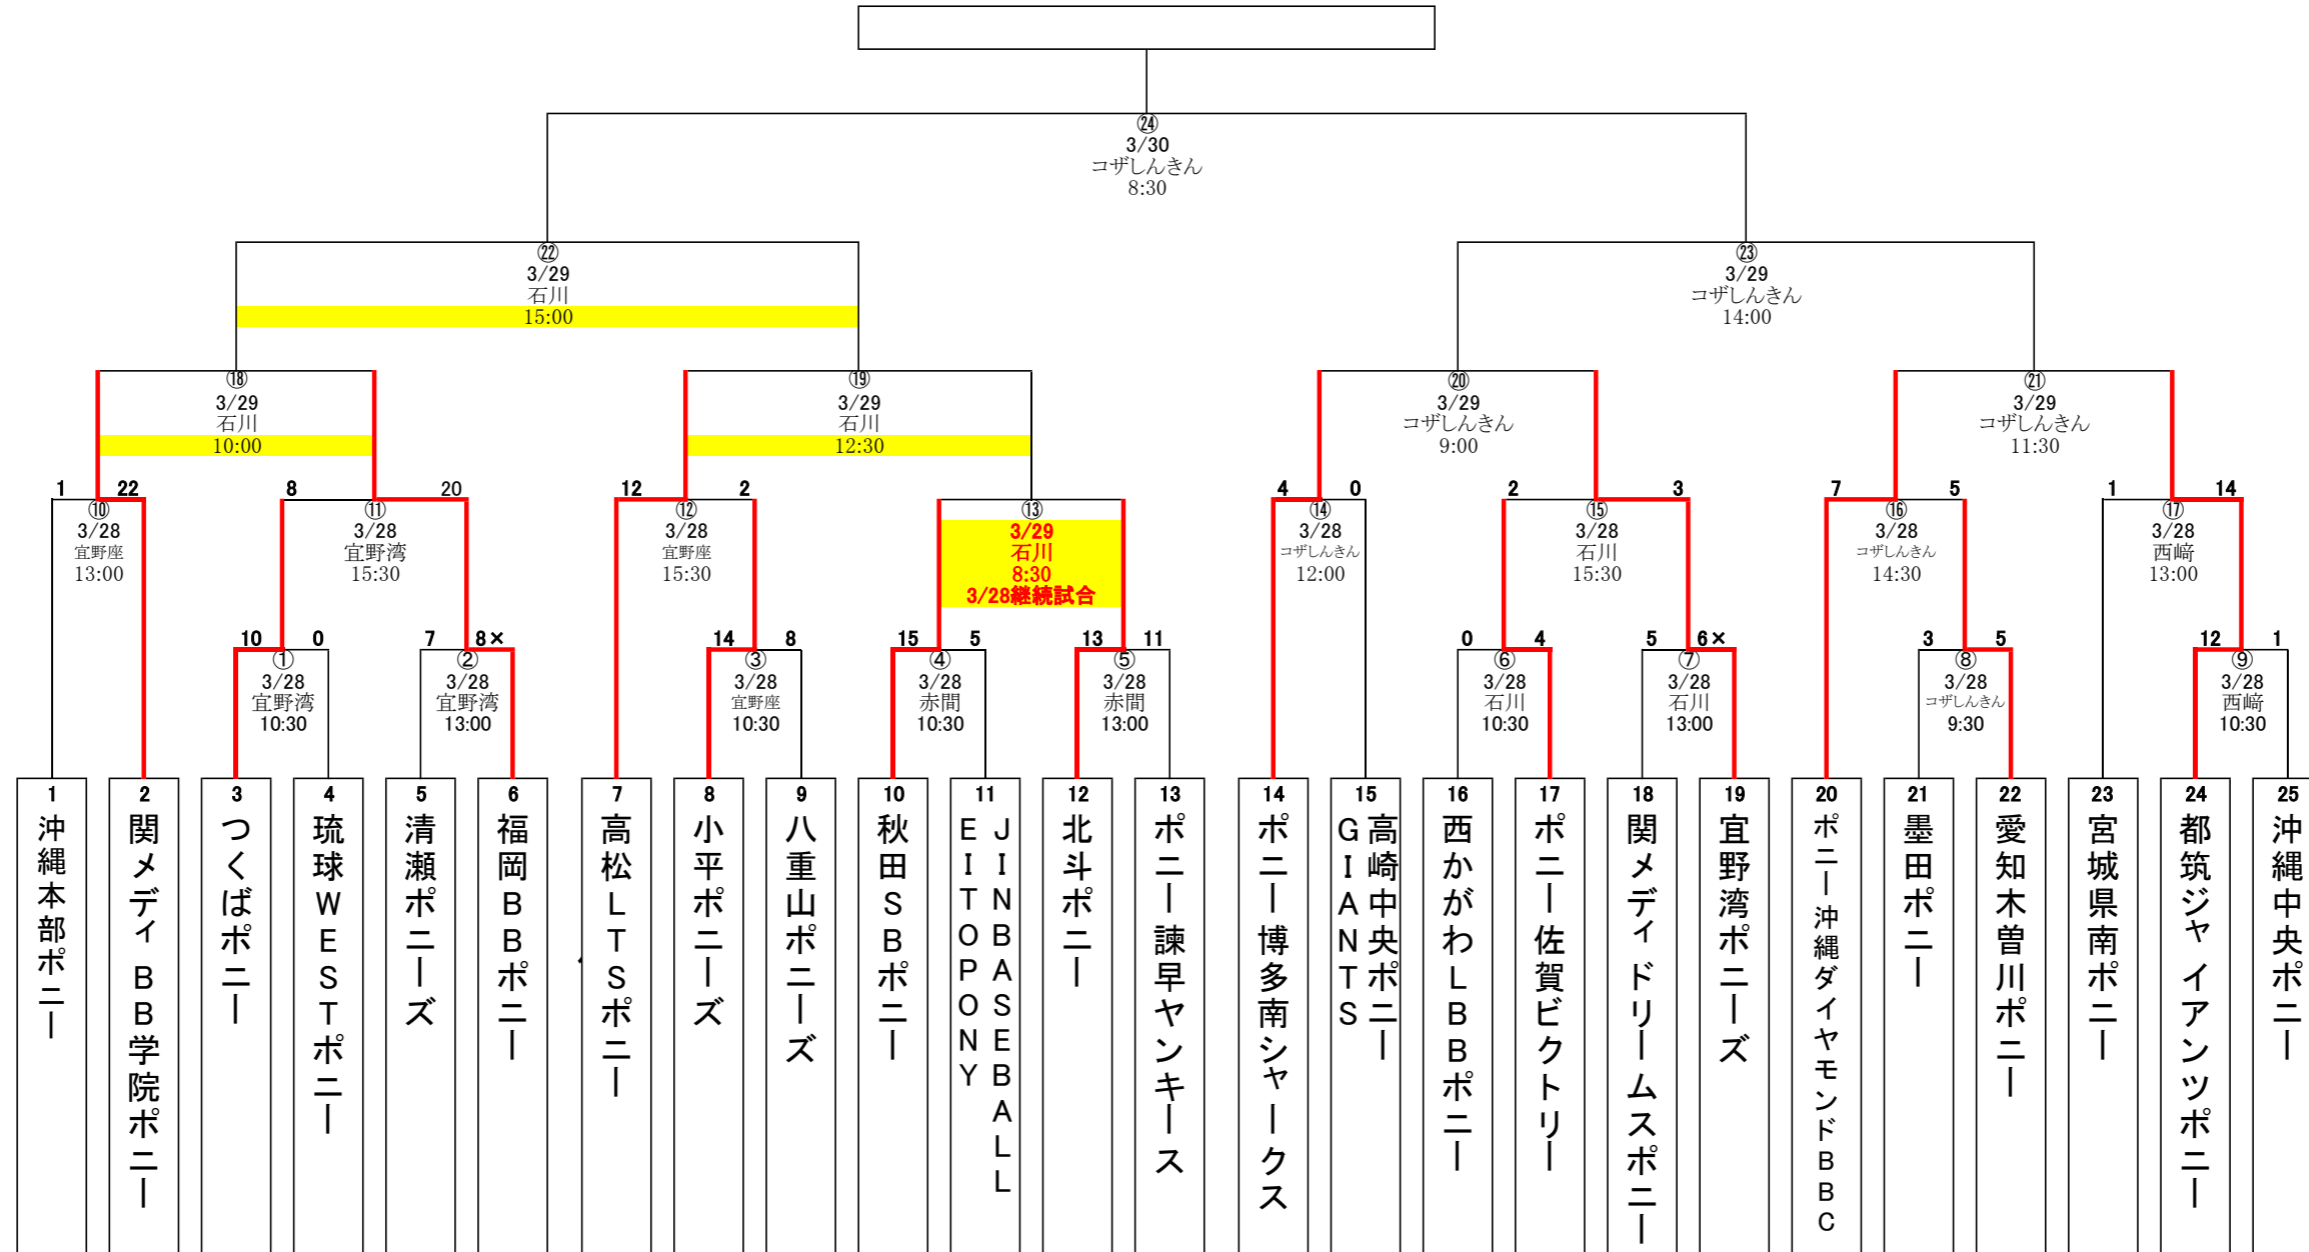 ㉔
3/30
コザしんきん
8:30
㉒
3/29
石川
15:00
㉓
3/29
コザしんきん
14:00
⑱
3/29
石川
10:00
⑲
3/29
石川
12:30
⑳
3/29
コザしんきん
9:00
㉑
3/29
コザしんきん
11:30
1 22
⑩
3/28
宜野座
13:00
8 20
⑪
3/28
宜野湾
15:30
12 2
⑫
3/28
宜野座
15:30
⑬
3/29
石川
8:30
3/28継続試合
4 0
⑭
3/28
コザしんきん
12:00
2 3
⑮
3/28
石川
15:30
7 5
⑯
3/28
コザしんきん
14:30
1 14
⑰
3/28
西﨑
13:00
10 0
①
3/28
宜野湾
10:30
7 8×
②
3/28
宜野湾
13:00
14 8
③
3/28
宜野座
10:30
15 5
④
3/28
赤間
10:30
13 11
⑤
3/28
赤間
13:00
0 4
⑥
3/28
石川
10:30
5 6×
⑦
3/28
石川
13:00
3 5
⑧
3/28
コザしんきん
9:30
12 1
⑨
3/28
西﨑
10:30
1
沖縄本部ポニー
2
関メディBB学院ポニー
3
つくばポニー
4
琉球WESTポニー
5
清瀬ポニーズ
6
福岡BBポニー
7
高松LTSポニー
8
小平ポニーズ
9
八重山ポニーズ
10
秋田SBポニー
11
JINBASEBALL
EITOPONY
12
北斗ポニー
13
ポニー諫早ヤンキース
14
ポニー博多南シャークス
15
高崎中央ポニー
GIANTS
16
西かがわLBBポニー
17
ポニー佐賀ビクトリー
18
関メディドリームスポニー
19
宜野湾ポニーズ
20
ポニー沖縄ダイヤモンドBBC
21
墨田ポニー
22
愛知木曽川ポニー
23
宮城県南ポニー
24
都筑ジャイアンツポニー
25
沖縄中央ポニー